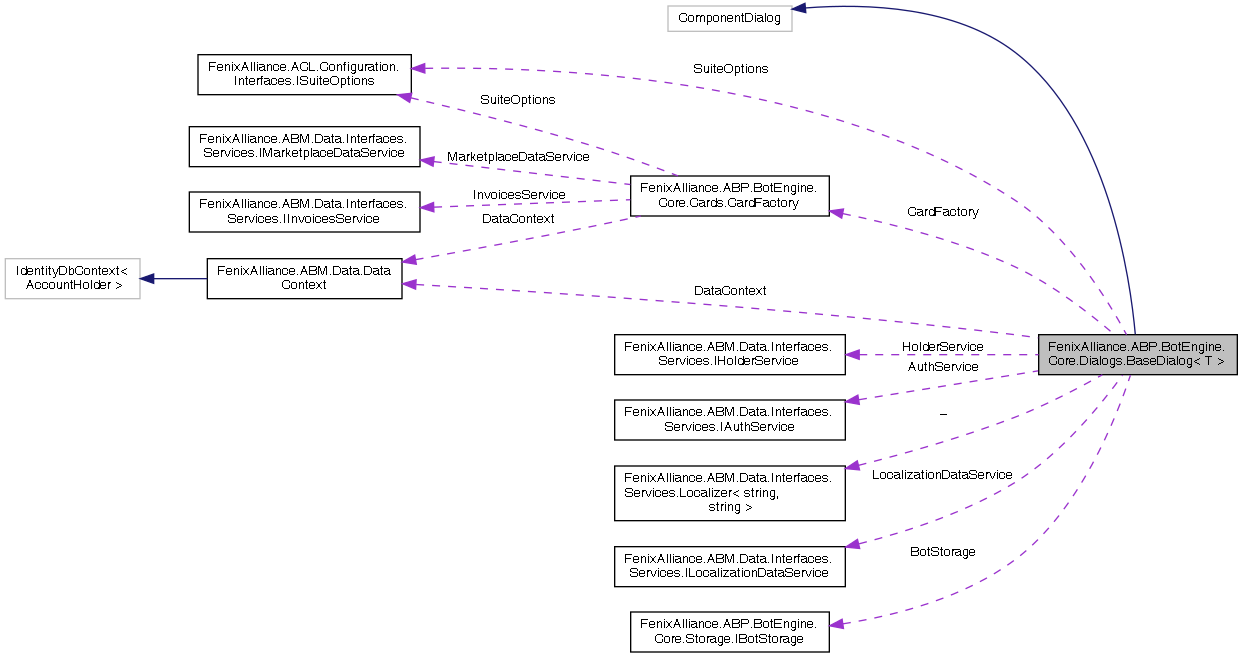 ComponentDialog
FenixAlliance.ACL.Configuration.
Interfaces.ISuiteOptions
SuiteOptions
SuiteOptions
FenixAlliance.ABM.Data.Interfaces.
Services.IMarketplaceDataService
MarketplaceDataService
FenixAlliance.ABP.BotEngine.
Core.Cards.CardFactory
FenixAlliance.ABM.Data.Interfaces.
Services.IInvoicesService
InvoicesService
CardFactory
DataContext
IdentityDbContext<
AccountHolder >
FenixAlliance.ABM.Data.Data
Context
DataContext
FenixAlliance.ABM.Data.Interfaces.
Services.IHolderService
HolderService
FenixAlliance.ABP.BotEngine.
Core.Dialogs.BaseDialog< T >
AuthService
FenixAlliance.ABM.Data.Interfaces.
Services.IAuthService
_
FenixAlliance.ABM.Data.Interfaces.
Services.Localizer< string,
string >
LocalizationDataService
FenixAlliance.ABM.Data.Interfaces.
Services.ILocalizationDataService
BotStorage
FenixAlliance.ABP.BotEngine.
Core.Storage.IBotStorage